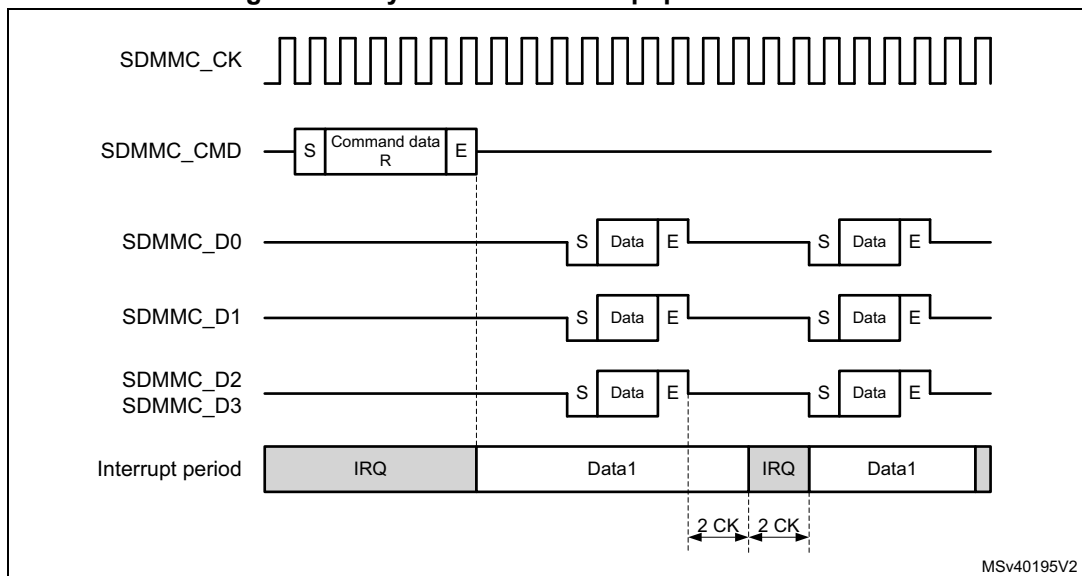 SDMMC_CK
SDMMC_CMD
S
Command data
R
E
SDMMC_D0
S Data E
S Data E
SDMMC_D1
S Data E
S Data E
SDMMC_D2
SDMMC_D3
S Data E
S Data E
Interrupt period
IRQ
Data1
IRQ
Data1
2 CK
2 CK
MSv40195V2